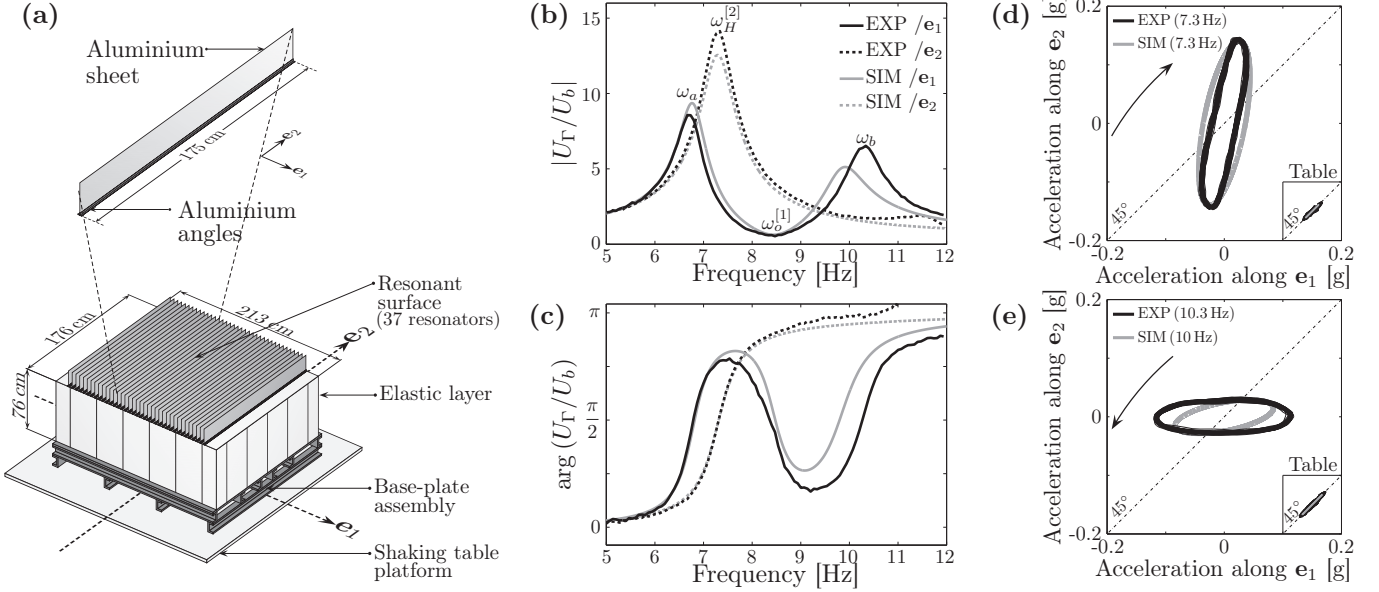 (a)
Aluminium
sheet
175 cm
e2
e1
Aluminium
angles
Resonant
surface
(37 resonators)
176 cm
213 cm
e2
76 cm
Elastic layer
Base-plate
assembly
e1
Shaking table
platform
(b)
|U_Γ/U_b|
15
10
5
0
ω_H^[2]
ω_a
ω_b
ω_o^[1]
EXP /e1
EXP /e2
SIM /e1
SIM /e2
5 6 7 8 9 10 11 12
Frequency [Hz]
(c)
arg (U_Γ/U_b)
π
π/2
0
5 6 7 8 9 10 11 12
Frequency [Hz]
(d)
Acceleration along e2 [g]
0.2
0
-0.2
EXP (7.3 Hz)
SIM (7.3 Hz)
45°
Table
45°
0 0.2
Acceleration along e1 [g]
(e)
Acceleration along e2 [g]
0.2
0
-0.2
EXP (10.3 Hz)
SIM (10 Hz)
45°
Table
45°
-0.2 0 0.2
Acceleration along e1 [g]